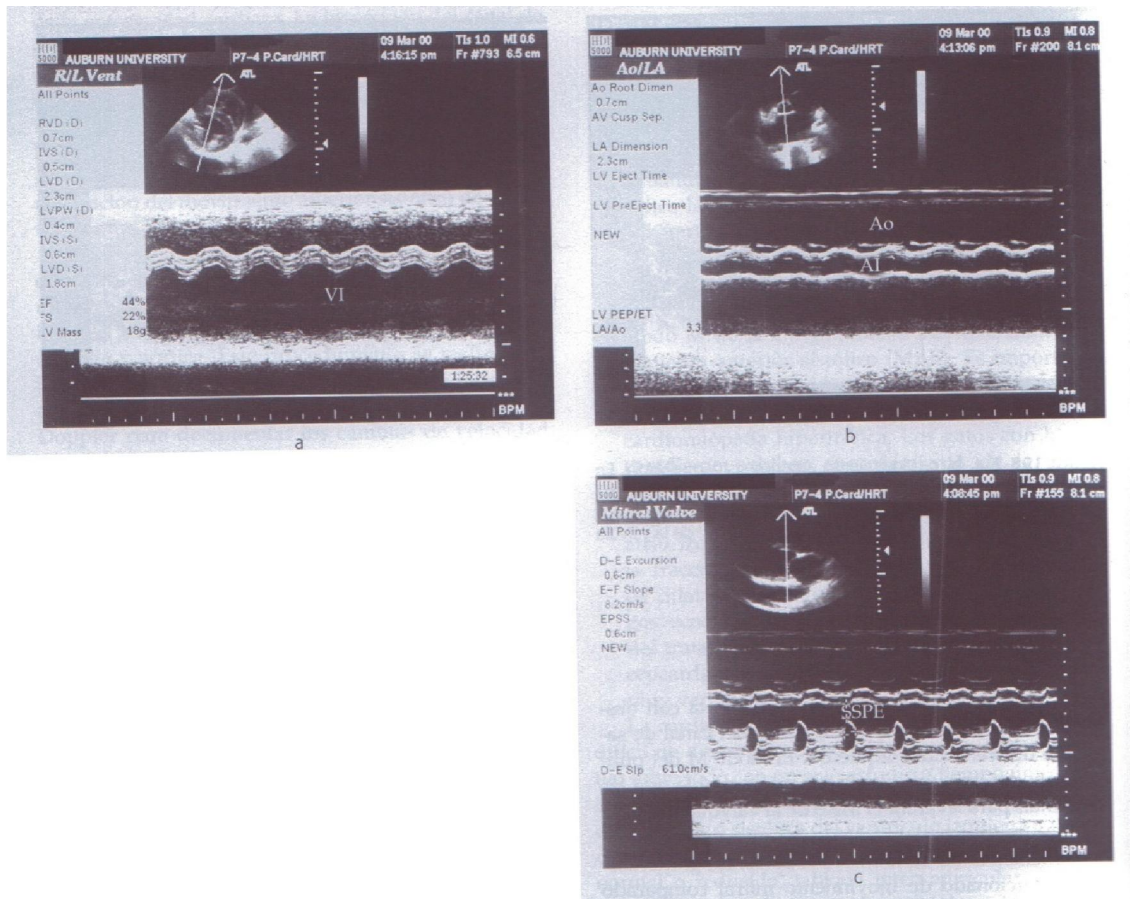 AUBURN UNIVERSITY P7-4 P.Card/HRT 09 Mar 00 TIs 1.0 MI 0.6
4:16:15 pm Fr #793 6.5 cm
R/L Vent
ATL
All Points
RVD (D)
0.7cm
IVS (D)
LVD (D)
2.3cm
LVPW (D)
0.4cm
IVS (S)
0.6cm
LVD (S)
1.8cm
EF 44%
FS 22%
LV Mass 18g
VI
1:25:32
BPM
a
AUBURN UNIVERSITY P7-4 P.Card/HRT 09 Mar 00 TIs 0.9 MI 0.8
4:13:06 pm Fr #200 8.1 cm
Ao/LA
ATL
Ao Root Dimen
0.7cm
AV Cusp Sep.
LA Dimension
2.3cm
LV Eject Time
LV PreEject Time
NEW
LV PEP/ET
LA/Ao 3.3
Ao
AI
BPM
b
AUBURN UNIVERSITY P7-4 P.Card/HRT 09 Mar 00 TIs 0.9 MI 0.8
4:08:45 pm Fr #155 8.1 cm
Mitral Valve
ATL
All Points
D-E Excursion
0.6cm
E-F Slope
8.2cm/s
EPSS
0.6cm
NEW
D-E Slp 61.0cm/s
SSPE
BPM
c